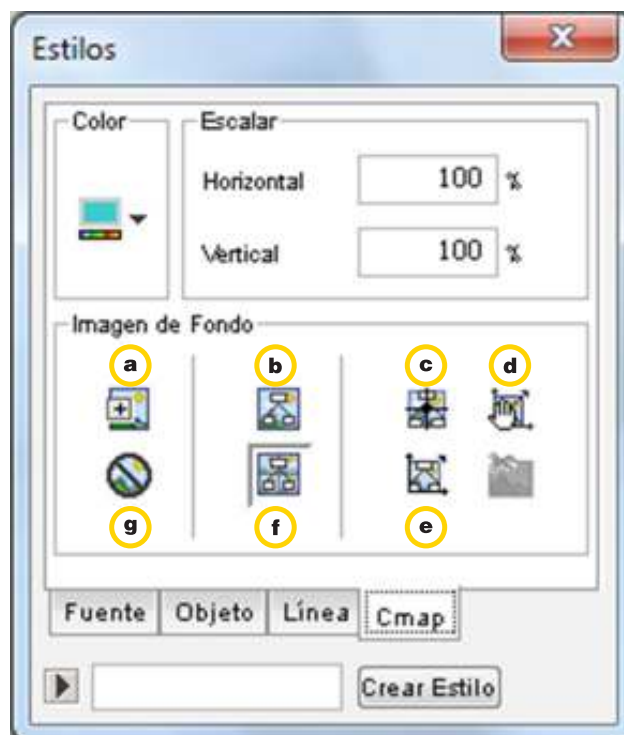 Estilos
Color
Escalar
Horizontal
100 %
Vertical
100 %
Imagen de Fondo
a
b
c
d
g
f
e
Fuente
Objeto
Línea
Cmap
Crear Estilo